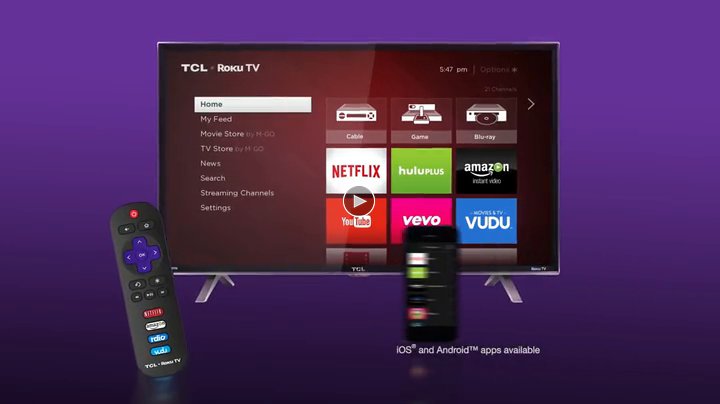 TCL • ROKU TV
5:47 pm | Options ✱
21 Channels
Home
My Feed
Movie Store by M-GO
TV Store by M-GO
News
Search
Streaming Channels
Settings
Cable
Game
Blu-ray
NETFLIX
huluPLUS
amazon
instant video
YouTube
vevo
MOVIES & TV
VUDU
TCL
Roku TV
OK
NETFLIX
amazon
rdio
vudu
TCL • ROKU TV
iOS® and Android™ apps available